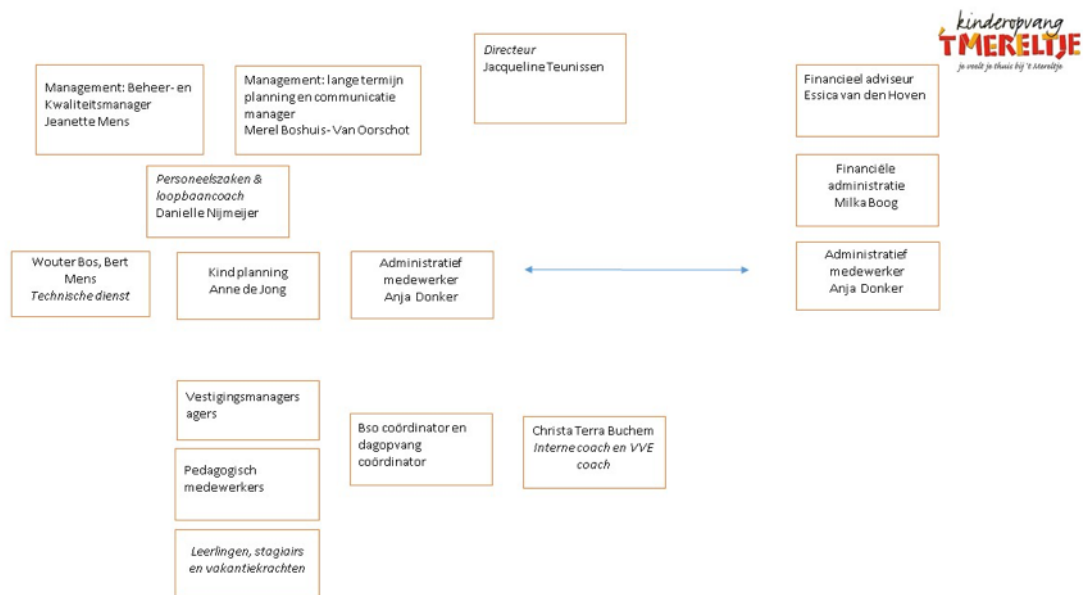 kinderopvang
'T MERELTJE
je voelt je thuis bij 't Mereltje
Directeur
Jacqueline Teunissen
Management: Beheer- en
Kwaliteitsmanager
Jeanette Mens
Management: lange termijn
planning en communicatie
manager
Merel Boshuis- Van Oorschot
Financieel adviseur
Essica van den Hoven
Personeelszaken &
loopbaancoach
Danielle Nijmeijer
Financiële
administratie
Milka Boog
Wouter Bos, Bert
Mens
Technische dienst
Kind planning
Anne de Jong
Administratief
medewerker
Anja Donker
Administratief
medewerker
Anja Donker
Vestigingsmanagers
agers
Bso coördinator en
dagopvang
coördinator
Christa Terra Buchem
Interne coach en VVE
coach
Pedagogisch
medewerkers
Leerlingen, stagiairs
en vakantiekrachten